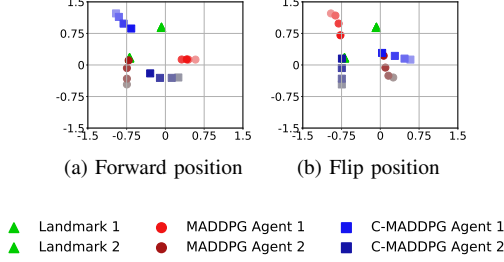 1.5
0.75
0
-0.75
-1.5
-1.5 -0.75 0 0.75 1.5
1.5
0.75
0
-0.75
-1.5
-1.5 -0.75 0 0.75 1.5
(a) Forward position
(b) Flip position
Landmark 1 MADDPG Agent 1 C-MADDPG Agent 1
Landmark 2 MADDPG Agent 2 C-MADDPG Agent 2